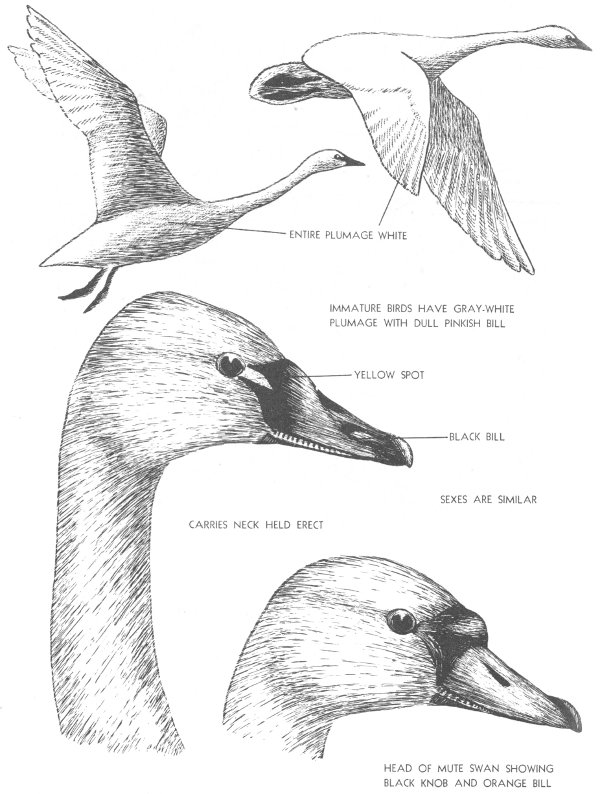 ENTIRE PLUMAGE WHITE
IMMATURE BIRDS HAVE GRAY-WHITE
PLUMAGE WITH DULL PINKISH BILL
YELLOW SPOT
BLACK BILL
SEXES ARE SIMILAR
CARRIES NECK HELD ERECT
HEAD OF MUTE SWAN SHOWING
BLACK KNOB AND ORANGE BILL